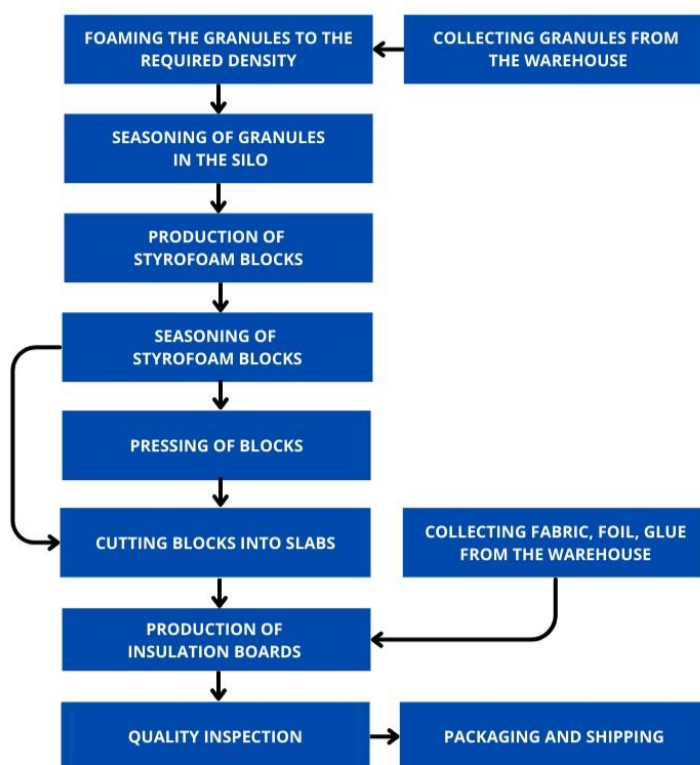 FOAMING THE GRANULES TO THE
REQUIRED DENSITY
COLLECTING GRANULES FROM
THE WAREHOUSE
SEASONING OF GRANULES
IN THE SILO
PRODUCTION OF
STYROFOAM BLOCKS
SEASONING OF
STYROFOAM BLOCKS
PRESSING OF BLOCKS
CUTTING BLOCKS INTO SLABS
COLLECTING FABRIC, FOIL, GLUE
FROM THE WAREHOUSE
PRODUCTION OF
INSULATION BOARDS
QUALITY INSPECTION
PACKAGING AND SHIPPING